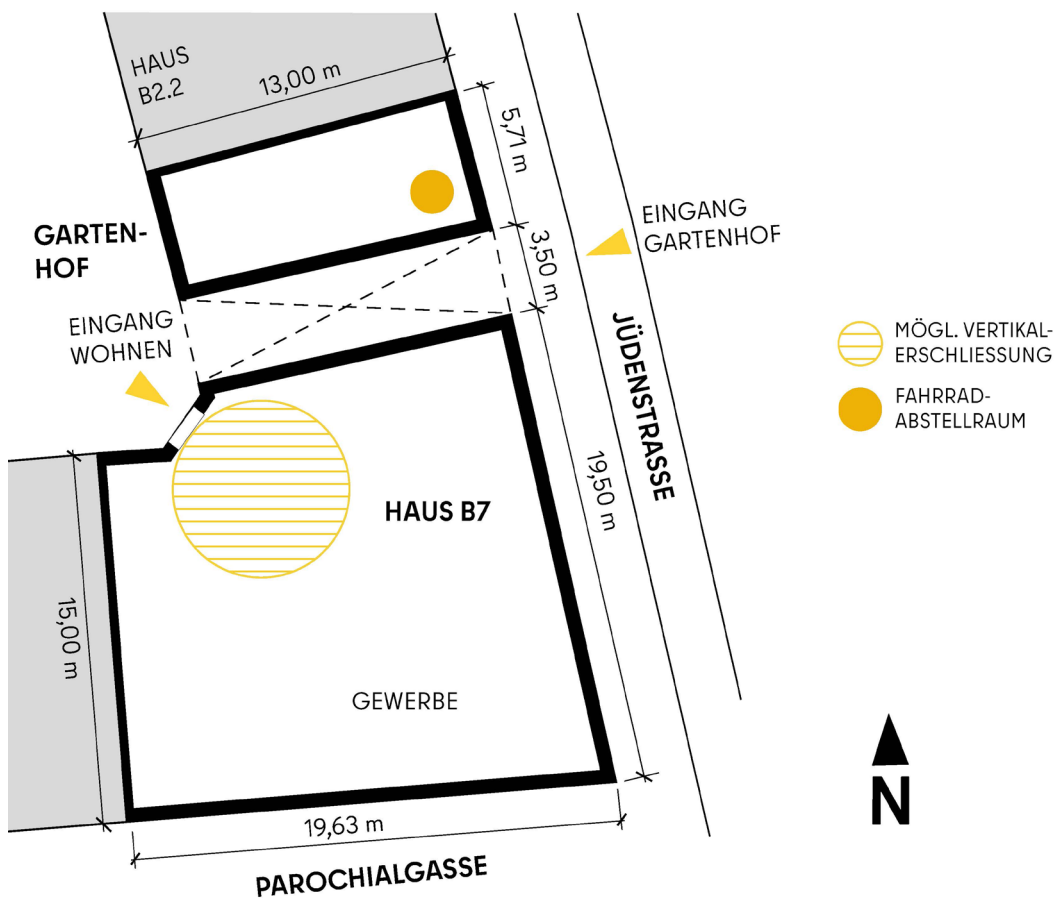 HAUS
B2.2
13,00 m
5,71 m
GARTEN-
HOF
3,50 m
EINGANG
GARTENHOF
EINGANG
WOHNEN
JÜDENSTRASSE
MÖGL. VERTIKAL-
ERSCHLIESSUNG
FAHRRAD-
ABSTELLRAUM
19,50 m
HAUS B7
15,00 m
GEWERBE
N
19,63 m
PAROCHIALGASSE